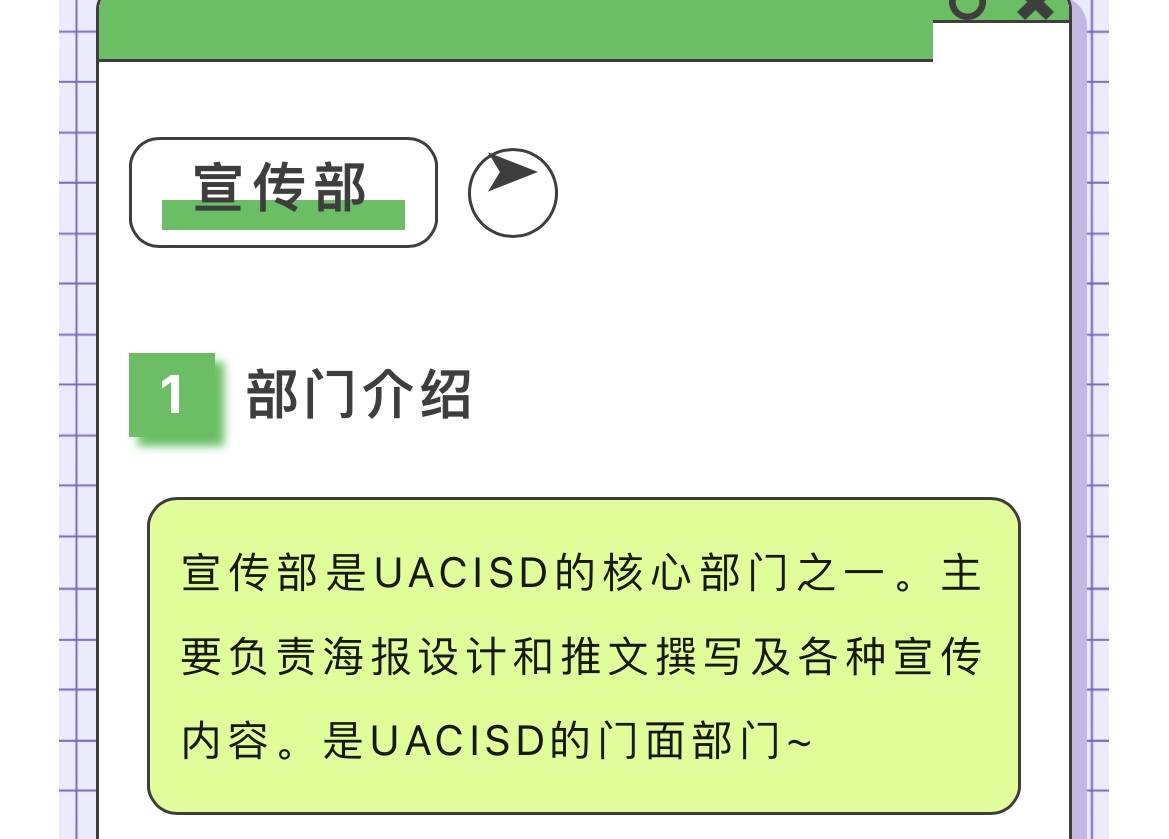 宣传部
1 部门介绍
宣传部是UACISD的核心部门之一。主
要负责海报设计和推文撰写及各种宣传
内容。是UACISD的门面部门~